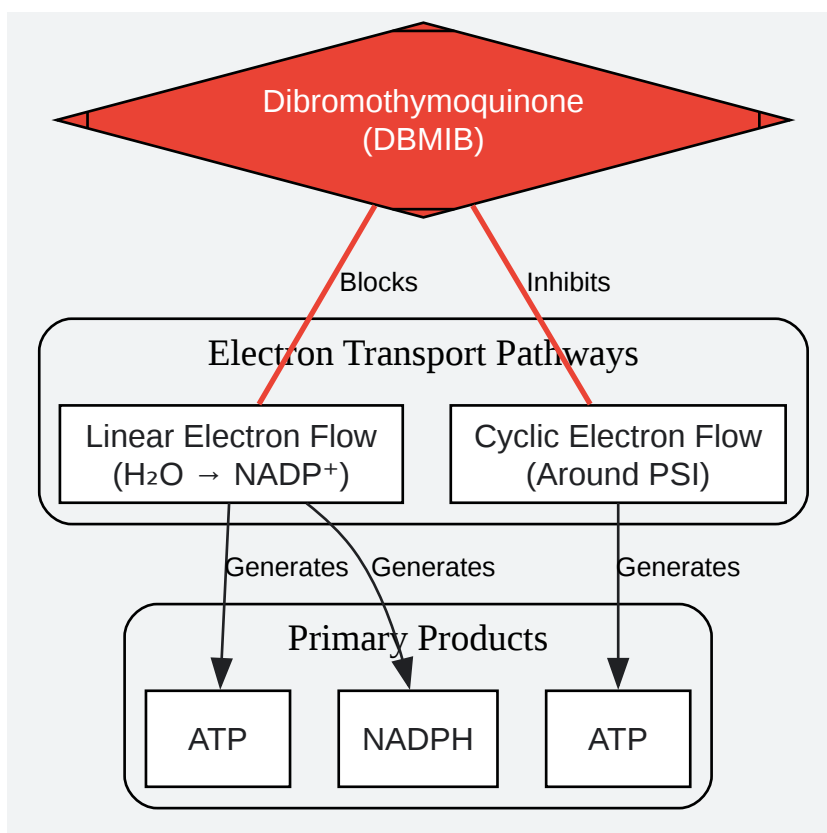 Dibromothymoquinone
(DBMIB)
Blocks
Inhibits
Electron Transport Pathways
Linear Electron Flow
(H₂O → NADP⁺)
Cyclic Electron Flow
(Around PSI)
Generates
Generates
Generates
Primary Products
ATP
NADPH
ATP